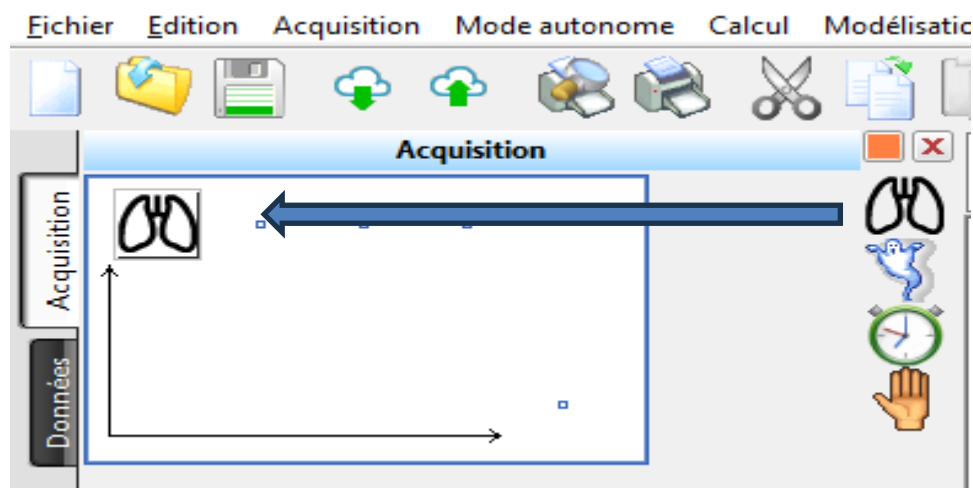 Fichier Edition Acquisition Mode autonome Calcul Modélisatio
Acquisition
Acquisition
Données